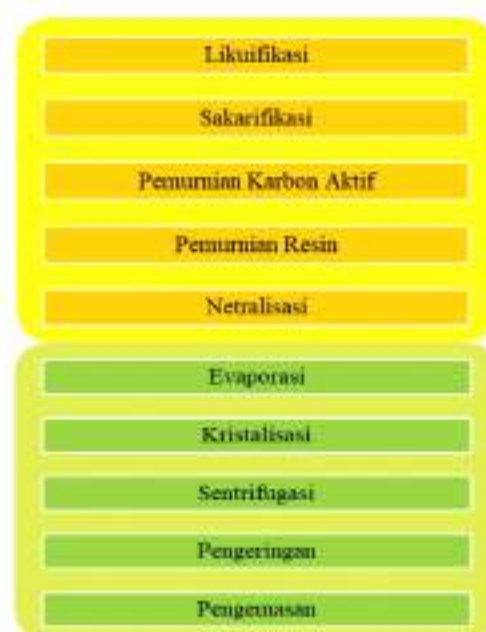 Likuifikasi
Sakarifikasi
Pemurnian Karbon Aktif
Pemurnian Resin
Netralisasi
Evaporasi
Kristalisasi
Sentrifugasi
Pengeringan
Pengemasan